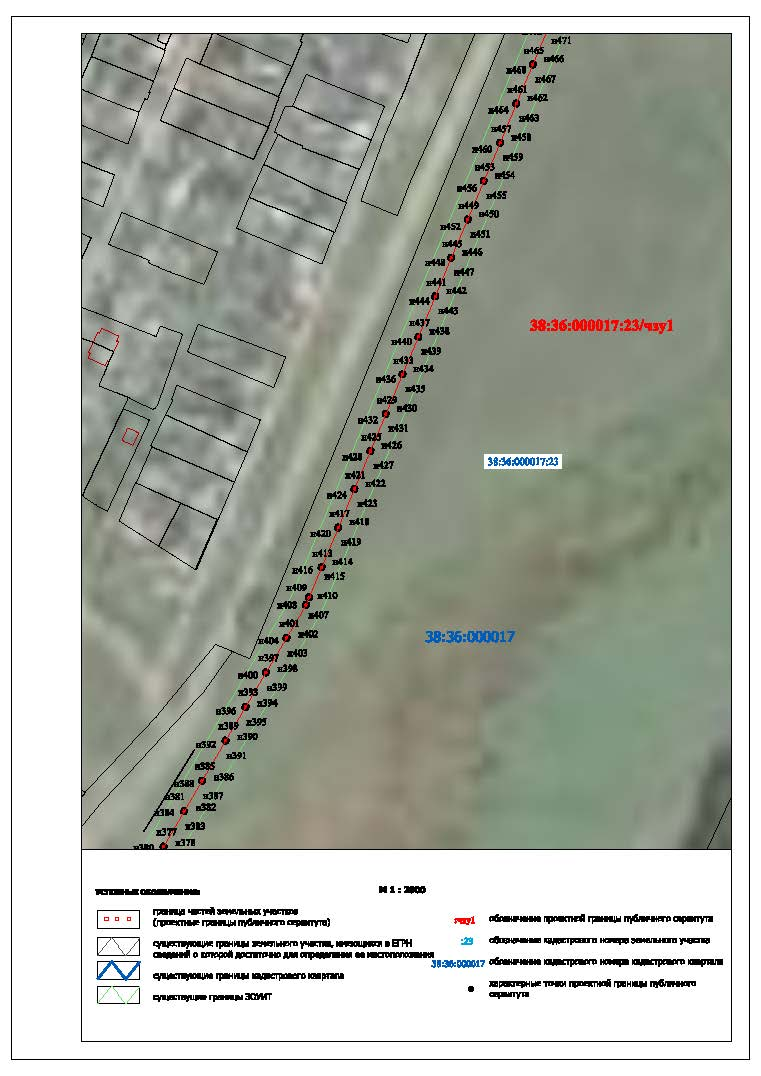 н471
н465
н466
н468
н467
н461
н462
н464
н463
н457
н458
н460
н459
н453
н454
н456
н455
н449
н450
н452
н451
н445
н446
н448
н447
н441
н442
н444
н443
38:36:000017:23/чзу1
н437
н438
н440
н439
н433
н434
н436
н435
н429
н430
н432
н431
н425
н426
н428
н427
38:36:000017:23
н421
н422
н424
н423
н417
н418
н420
н419
н413
н414
н416
н415
н409
н410
н408
н407
н401
н402
38:36:000017
н404
н403
н397
н398
н400
н399
н393
н394
н396
н395
н389
н390
н392
н391
н385
н386
н388
н387
н381
н382
н384
н383
н377
н378
н380
Условные обозначения:
М 1 : 2000
граница частей земельных участков
(проектные границы публичного сервитута)
существующие границы земельного участка, имеющиеся в ЕГРН
сведений о которой достаточно для определения ее местоположения
существующие границы кадастрового квартала
существущие границы ЗОУИТ
:чзу1 обозначение проектной границы публичного сервитута
:23 обозначение кадастрового номера земельного участка
38:36:000017 обозначение кадастрового номера кадастрового квартала
характерные точки проектной границы публичного
сервитута